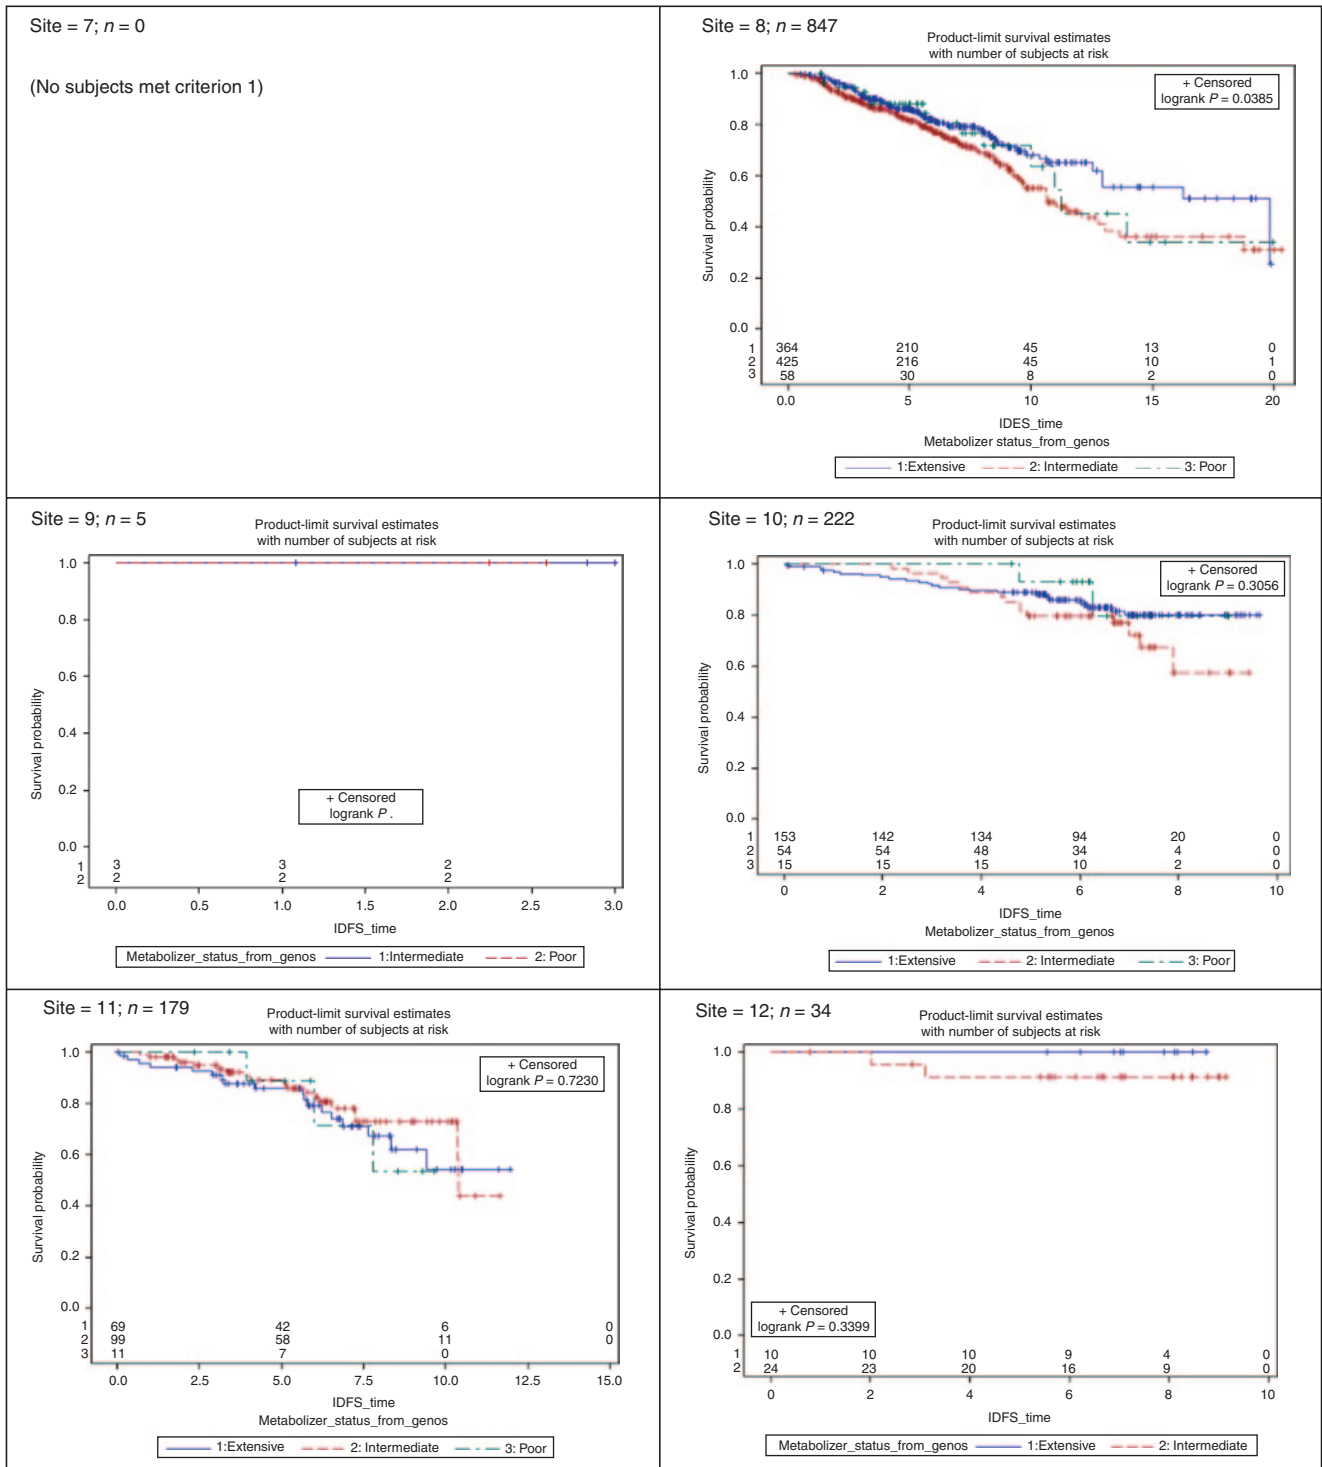 Site = 7; n = 0
(No subjects met criterion 1)
Site = 8; n = 847
Product-limit survival estimates
with number of subjects at risk
+ Censored
logrank P = 0.0385
Survival probability
1.0
0.8
0.6
0.4
0.2
0.0
1 364 210 45 13 0
2 425 216 45 10 1
3 58 30 8 2 0
0.0 5 10 15 20
IDES_time
Metabolizer status_from_genos
1:Extensive 2: Intermediate 3: Poor
Site = 9; n = 5
Product-limit survival estimates
with number of subjects at risk
Survival probability
1.0
0.8
0.6
0.4
0.2
0.0
+ Censored
logrank P .
1 3 3 2
2 2 2 2
0.0 0.5 1.0 1.5 2.0 2.5 3.0
IDFS_time
Metabolizer_status_from_genos 1:Intermediate 2: Poor
Site = 10; n = 222
Product-limit survival estimates
with number of subjects at risk
+ Censored
logrank P = 0.3056
Survival probability
1.0
0.8
0.6
0.4
0.2
0.0
1 153 142 134 94 20 0
2 54 54 48 34 4 0
3 15 15 15 10 2 0
0 2 4 6 8 10
IDFS_time
Metabolizer_status_from_genos
1:Extensive 2: Intermediate 3: Poor
Site = 11; n = 179
Product-limit survival estimates
with number of subjects at risk
+ Censored
logrank P = 0.7230
Survival probability
1.0
0.8
0.6
0.4
0.2
0.0
1 69 42 6 0
2 99 58 11 0
3 11 7 0
0.0 2.5 5.0 7.5 10.0 12.5 15.0
IDFS_time
Metabolizer_status_from_genos
1:Extensive 2: Intermediate 3: Poor
Site = 12; n = 34
Product-limit survival estimates
with number of subjects at risk
Survival probability
1.0
0.8
0.6
0.4
0.2
0.0
+ Censored
logrank P = 0.3399
1 10 10 10 9 4 0
2 24 23 20 16 9 0
0 2 4 6 8 10
IDFS_time
Metabolizer_status_from_genos 1:Extensive 2: Intermediate